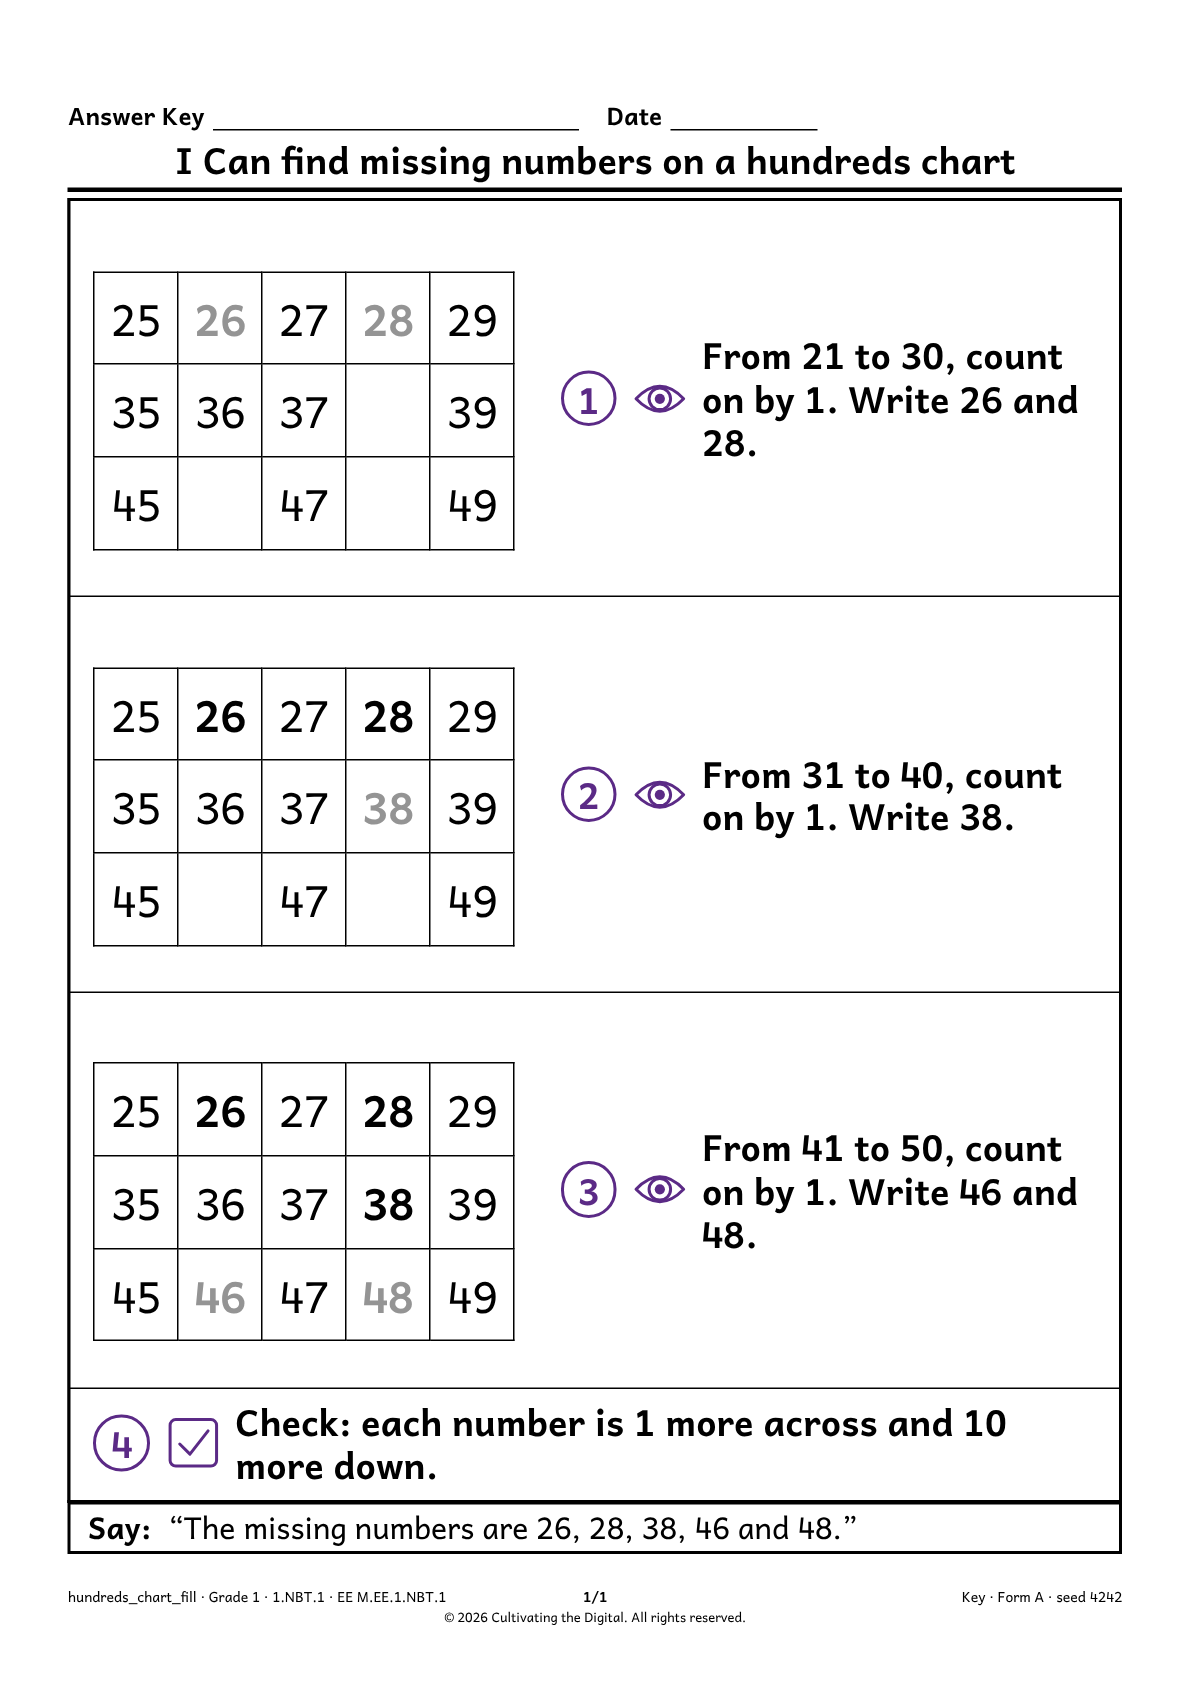 Answer Key ____________ Date ____________
I Can find missing numbers on a hundreds chart
25 26 27 28 29
35 36 37 39
45 47 49
1 From 21 to 30, count
on by 1. Write 26 and
28.
25 26 27 28 29
35 36 37 38 39
45 47 49
2 From 31 to 40, count
on by 1. Write 38.
25 26 27 28 29
35 36 37 38 39
45 46 47 48 49
3 From 41 to 50, count
on by 1. Write 46 and
48.
4 Check: each number is 1 more across and 10
more down.
Say: “The missing numbers are 26, 28, 38, 46 and 48.”
hundreds_chart_fill · Grade 1 · 1.NBT.1 · EE M.EE.1.NBT.1 1/1 Key · Form A · seed 4242
© 2026 Cultivating the Digital. All rights reserved.